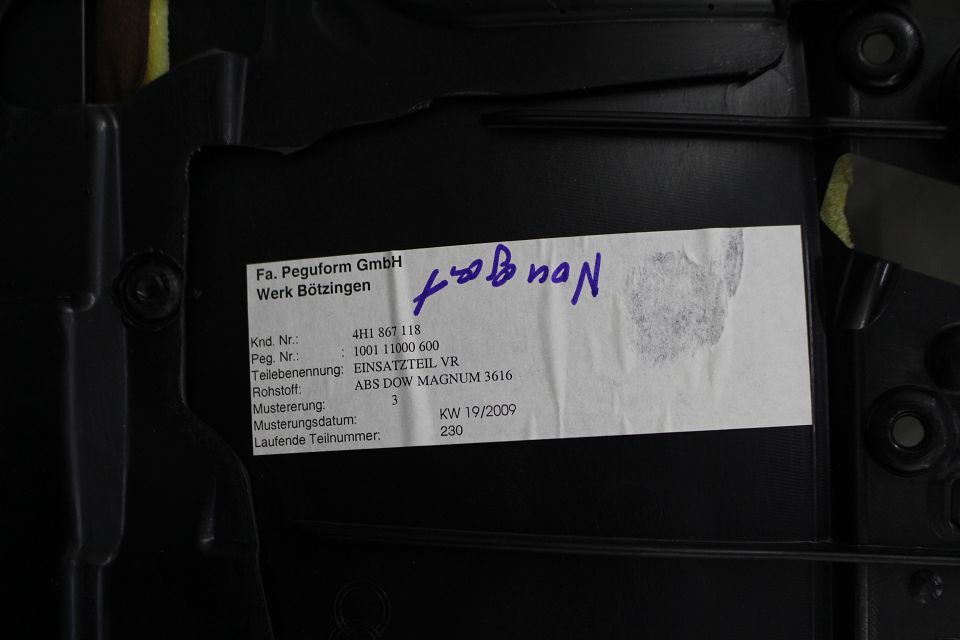 Fa. Peguform GmbH
Werk Bötzingen
Knd. Nr.: 4H1 867 118
Peg. Nr.: : 1001 11000 600
Teilebenennung: EINSATZTEIL VR
Rohstoff: ABS DOW MAGNUM 3616
Mustererung: 3
Musterungsdatum: KW 19/2009
Laufende Teilnummer: 230